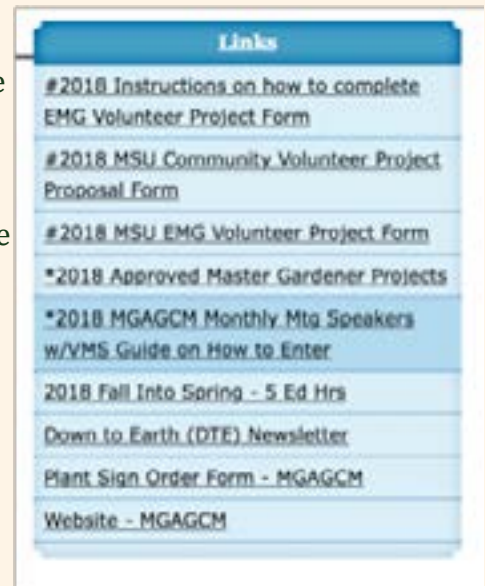 Links
e
#2018 Instructions on how to complete
EMG Volunteer Project Form
#2018 MSU Community Volunteer Project
Proposal Form
e
#2018 MSU EMG Volunteer Project Form
*2018 Approved Master Gardener Projects
*2018 MGAGCM Monthly Mtg Speakers
w/VMS Guide on How to Enter
2018 Fall Into Spring - 5 Ed Hrs
Down to Earth (DTE) Newsletter
Plant Sign Order Form - MGAGCM
Website - MGAGCM